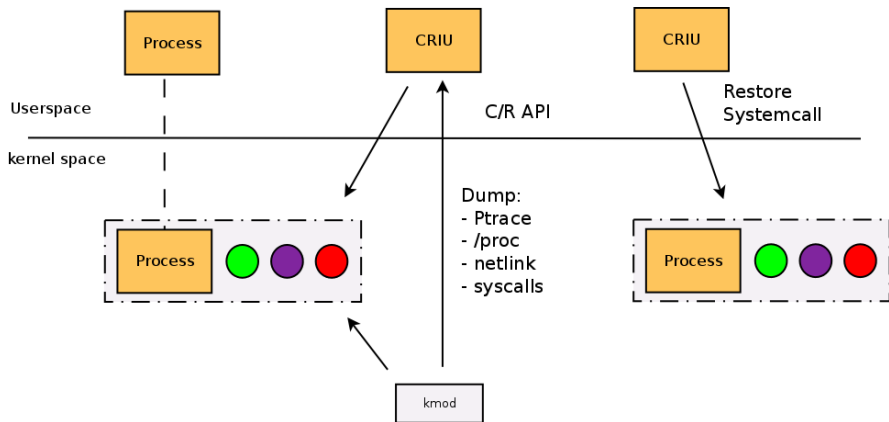 Process
CRIU
CRIU
Userspace
C/R API
Restore
Systemcall
kernel space
Dump:
- Ptrace
- /proc
- netlink
- syscalls
Process
Process
kmod